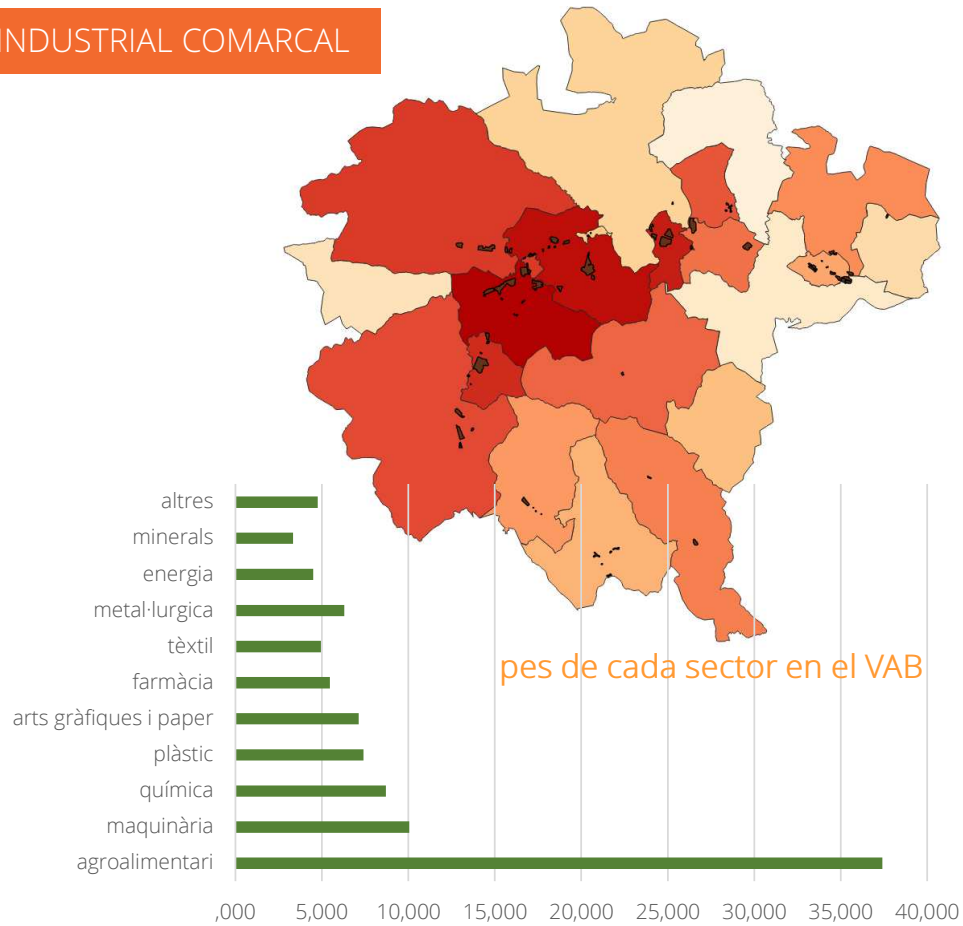 INDUSTRIAL COMARCAL
altres
minerals
energia
metal·lurgica
tèxtil
farmàcia
arts gràfiques i paper
plàstic
química
maquinària
agroalimentari
pes de cada sector en el VAB
,000 5,000 10,000 15,000 20,000 25,000 30,000 35,000 40,000